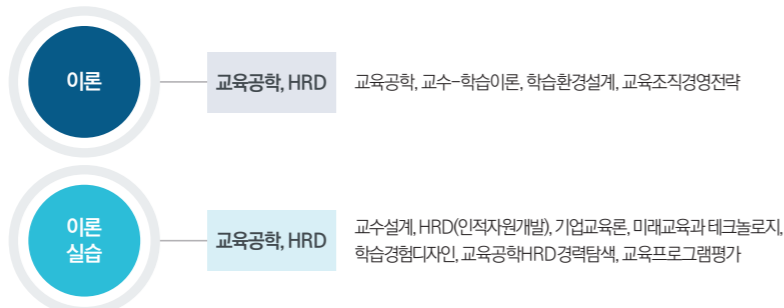 이론
교육공학, HRD
교육공학, 교수-학습이론, 학습환경설계, 교육조직경영전략
이론
실습
교육공학, HRD
교수설계, HRD(인적자원개발), 기업교육론, 미래교육과 테크놀로지,
학습경험디자인, 교육공학HRD경력탐색, 교육프로그램평가